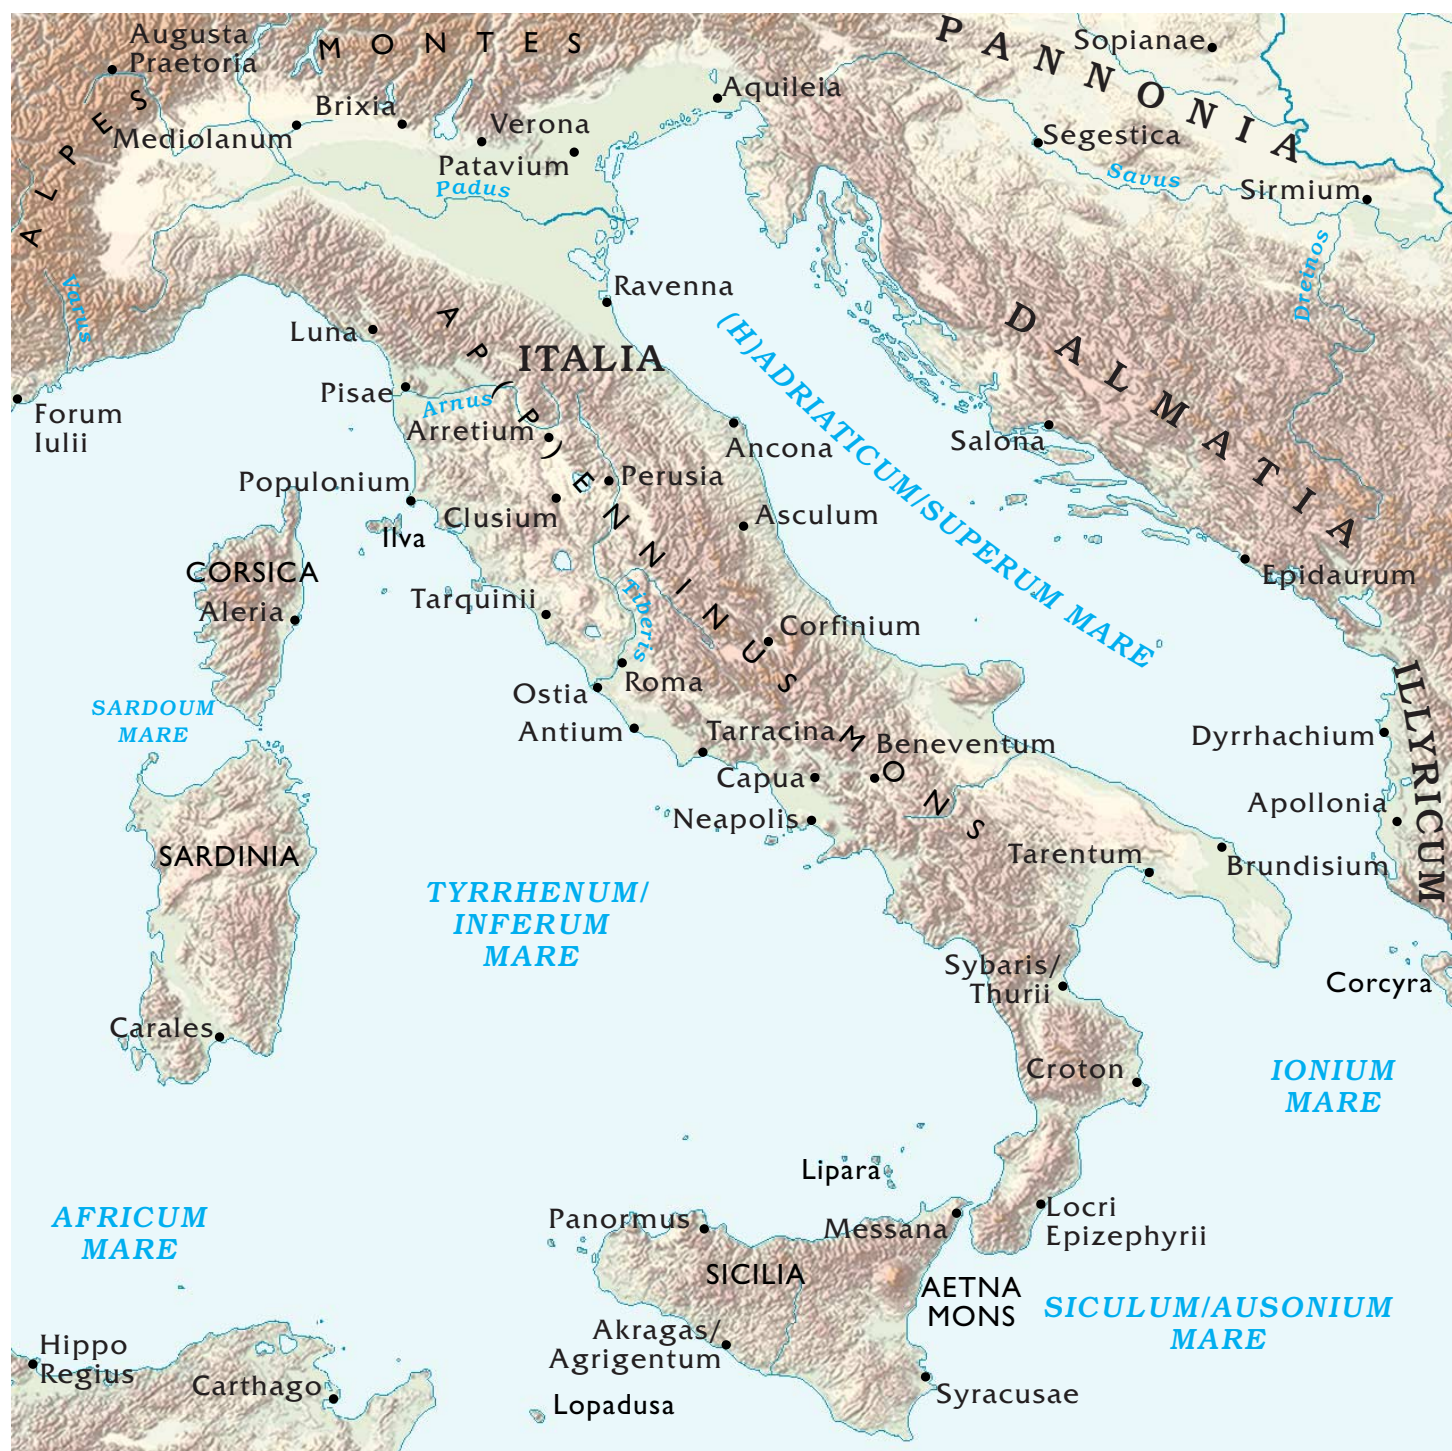 Augusta
Praetoria
ALPES MONTES
PANNONIA
Sopianae
Brixia
Mediolanum
Verona
Patavium
Padus
Aquileia
Segestica
Savus
Sirmium
Dreinos
Varus
Ravenna
Luna
ITALIA
AP(P)ENNINUS MONS
DALMATIA
(H)ADRIATICUM/SUPERUM MARE
Pisae
Arnus
Forum
Iulii
Arretium
Ancona
Salona
Populonium
Perusia
Clusium
Asculum
Ilva
CORSICA
Aleria
Tarquinii
Tiberis
Corfinium
Epidaurum
ILLYRICUM
Roma
Ostia
SARDOUM
MARE
Antium
Tarracina
Beneventum
Dyrrhachium
Capua
Neapolis
Apollonia
SARDINIA
Tarentum
Brundisium
TYRRHENUM/
INFERUM
MARE
Sybaris/
Thurii
Corcyra
Carales
Croton
IONIUM
MARE
Lipara
AFRICUM
MARE
Panormus
Messana
Locri
Epizephyrii
SICILIA
AETNA
MONS
SICULUM/AUSONIUM
MARE
Akragas/
Agrigentum
Hippo
Regius
Carthago
Lopadusa
Syracusae